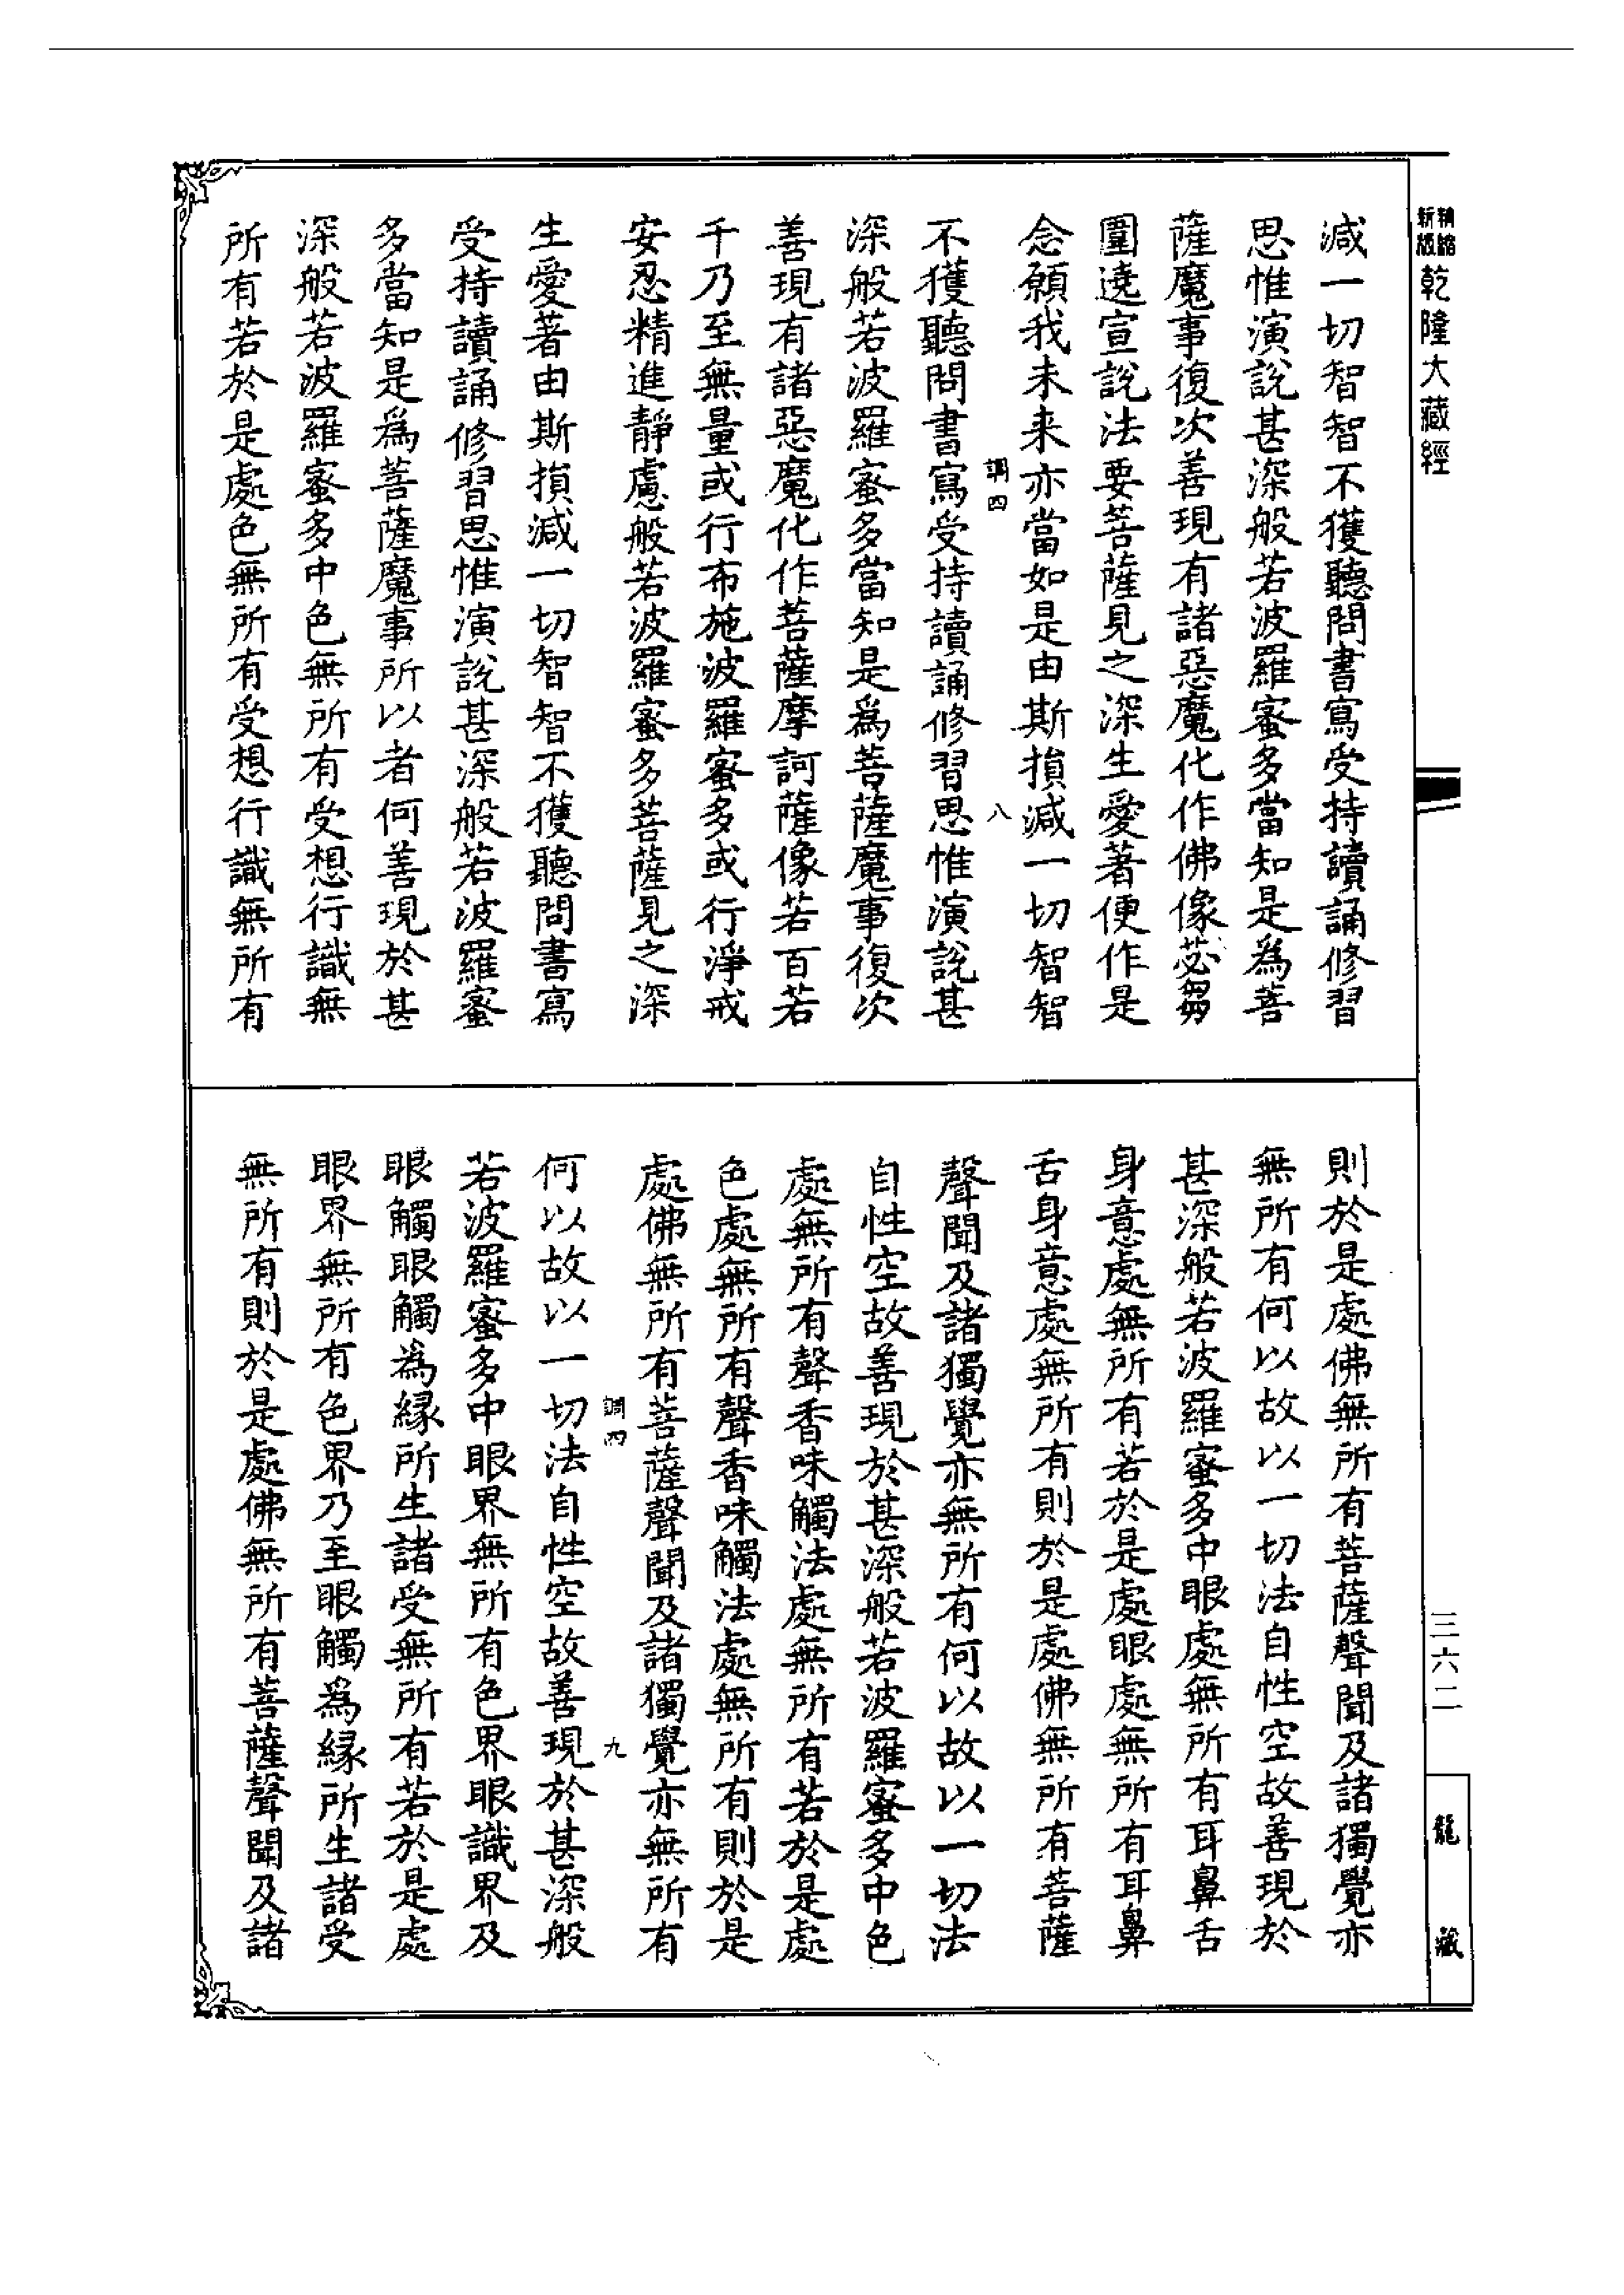 精縮新版乾隆大藏經
減一切智智不獲聽問書寫受持讀誦修習
思惟演說甚深般若波羅蜜多當知是為菩
薩魔事復次善現有諸惡魔化作佛像苾芻
圍遶宣說法要菩薩見之深生愛著便作是
念願我未来亦當如是由斯損減一切智智
調四 八
不獲聽問書寫受持讀誦修習思惟演說甚
深般若波羅蜜多當知是為菩薩魔事復次
善現有諸惡魔化作菩薩摩訶薩像若百若
千乃至無量或行布施波羅蜜多或行淨戒
安忍精進靜慮般若波羅蜜多菩薩見之深
生愛著由斯損減一切智智不獲聽問書寫
受持讀誦修習思惟演說甚深般若波羅蜜
多當知是為菩薩魔事所以者何善現於甚
深般若波羅蜜多中色無所有受想行識無
所有若於是處色無所有受想行識無所有
則於是處佛無所有菩薩聲聞及諸獨覺亦
無所有何以故以一切法自性空故善現於
甚深般若波羅蜜多中眼處無所有耳鼻舌
身意處無所有若於是處眼處無所有耳鼻
舌身意處無所有則於是處佛無所有菩薩
聲聞及諸獨覺亦無所有何以故以一切法
自性空故善現於甚深般若波羅蜜多中色
處無所有聲香味觸法處無所有若於是處
色處無所有聲香味觸法處無所有則於是
處佛無所有菩薩聲聞及諸獨覺亦無所有
調四 九
何以故以一切法自性空故善現於甚深般
若波羅蜜多中眼界無所有色界眼識界及
眼觸眼觸為緣所生諸受無所有若於是處
眼界無所有色界乃至眼觸為緣所生諸受
無所有則於是處佛無所有菩薩聲聞及諸
三六二
龍藏